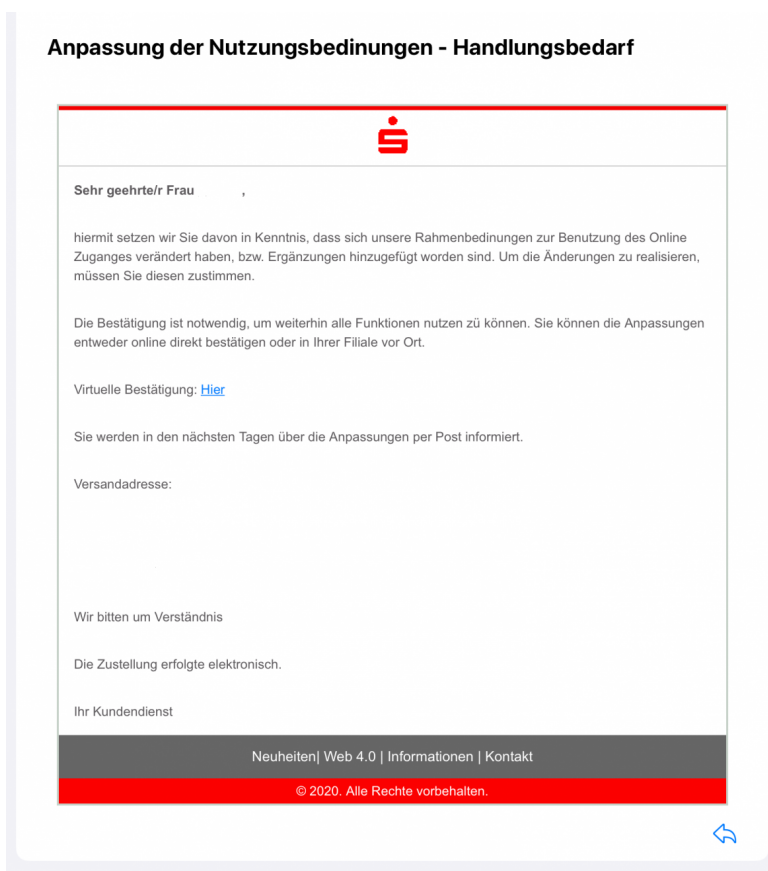 Anpassung der Nutzungsbedinungen - Handlungsbedarf
Sehr geehrte/r Frau ,
hiermit setzen wir Sie davon in Kenntnis, dass sich unsere Rahmenbedinungen zur Benutzung des Online
Zuganges verändert haben, bzw. Ergänzungen hinzugefügt worden sind. Um die Änderungen zu realisieren,
müssen Sie diesen zustimmen.
Die Bestätigung ist notwendig, um weiterhin alle Funktionen nutzen zü können. Sie können die Anpassungen
entweder online direkt bestätigen oder in Ihrer Filiale vor Ort.
Virtuelle Bestätigung: Hier
Sie werden in den nächsten Tagen über die Anpassungen per Post informiert.
Versandadresse:
Wir bitten um Verständnis
Die Zustellung erfolgte elektronisch.
Ihr Kundendienst
Neuheiten| Web 4.0 | Informationen | Kontakt
© 2020. Alle Rechte vorbehalten.